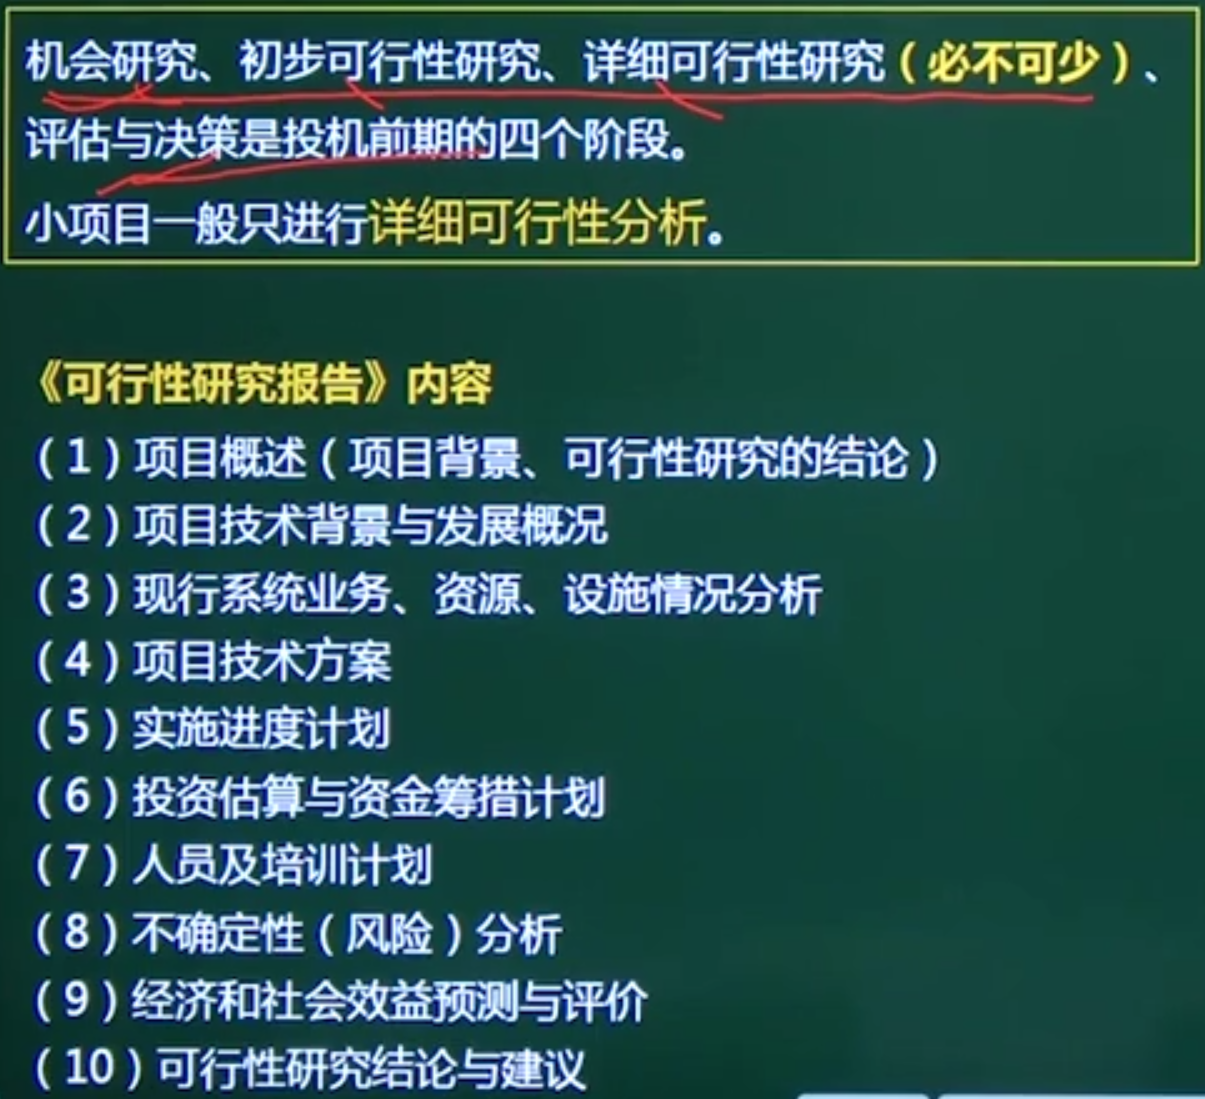 机会研究、初步可行性研究、详细可行性研究（必不可少）、
评估与决策是投机前期的四个阶段。
小项目一般只进行详细可行性分析。
《可行性研究报告》内容
（1）项目概述（项目背景、可行性研究的结论）
（2）项目技术背景与发展概况
（3）现行系统业务、资源、设施情况分析
（4）项目技术方案
（5）实施进度计划
（6）投资估算与资金筹措计划
（7）人员及培训计划
（8）不确定性（风险）分析
（9）经济和社会效益预测与评价
（10）可行性研究结论与建议